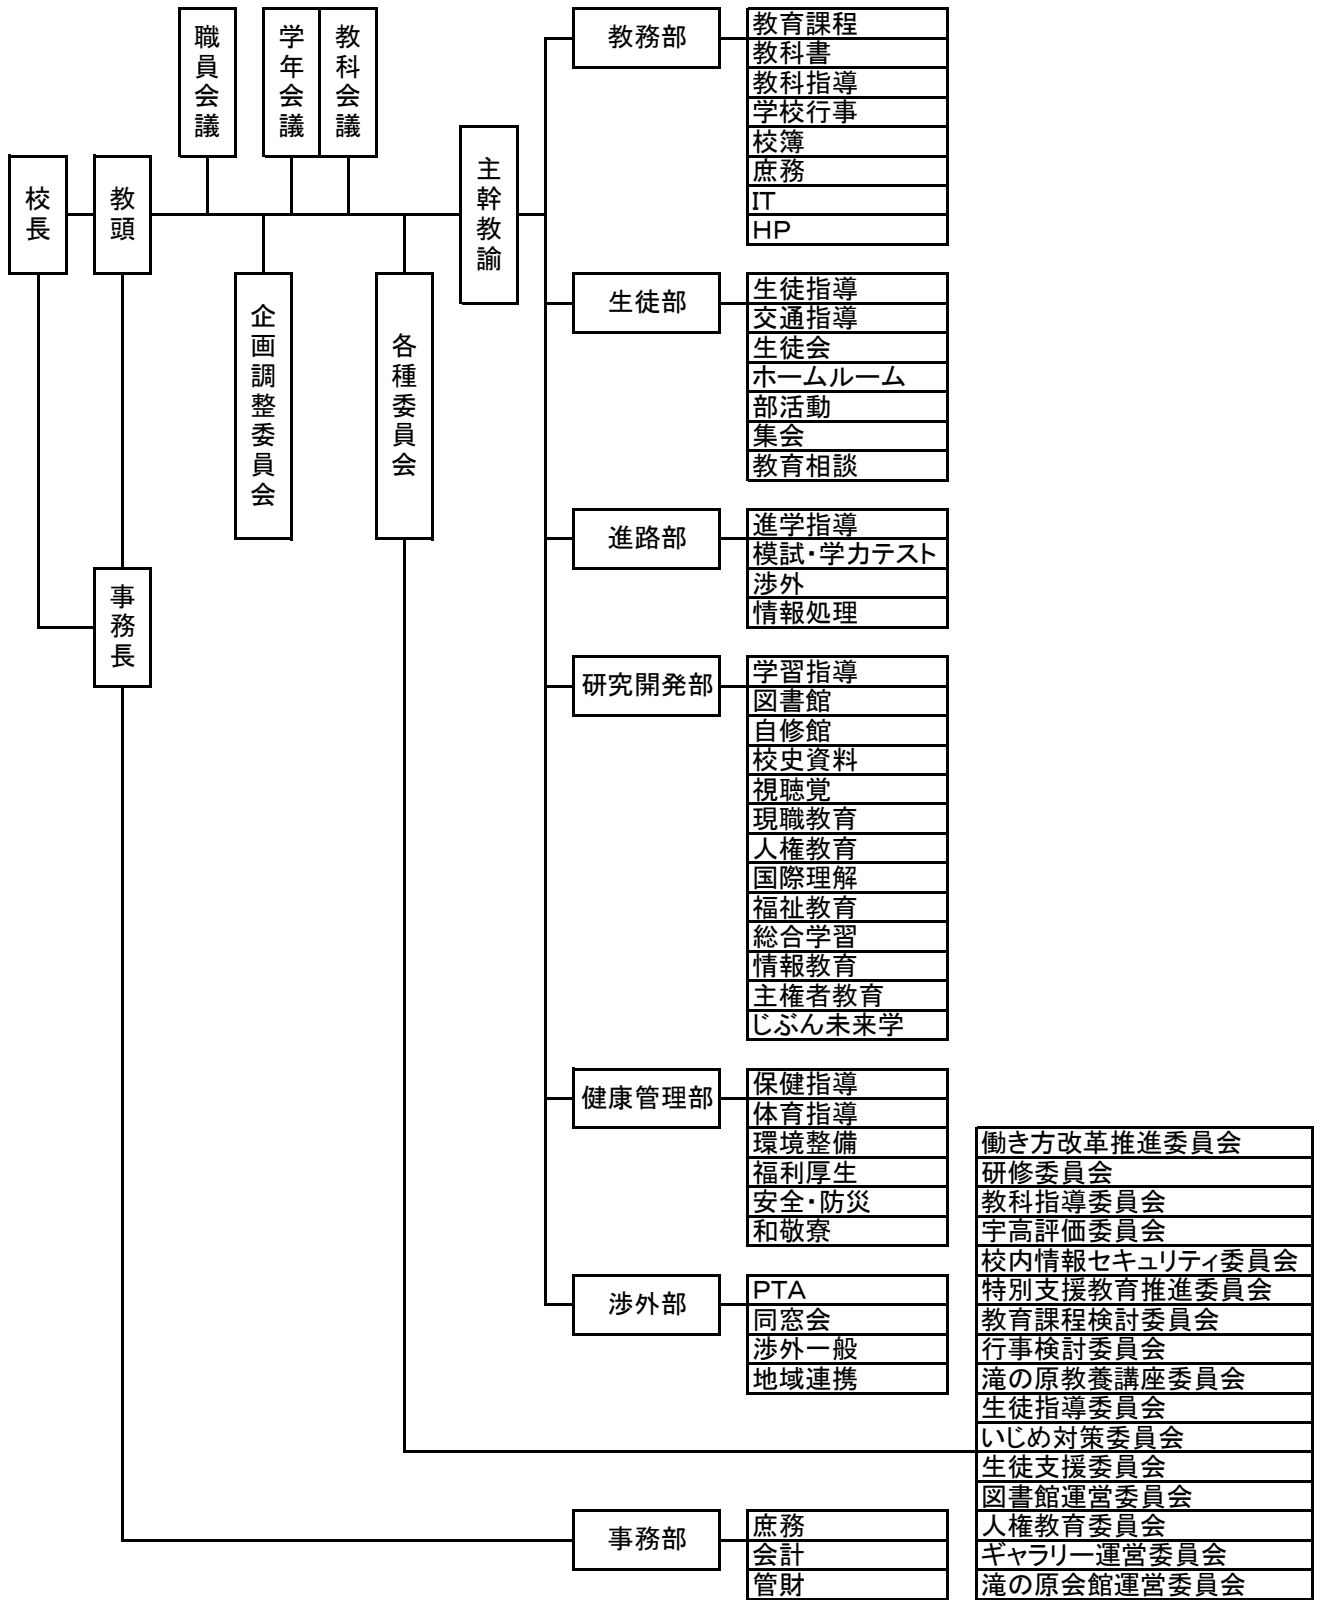 職員会議
学年会議
教科会議
校長
教頭
主幹教諭
企画調整委員会
各種委員会
事務長
教務部
教育課程
教科書
教科指導
学校行事
校簿
庶務
IT
HP
生徒部
生徒指導
交通指導
生徒会
ホームルーム
部活動
集会
教育相談
進路部
進学指導
模試・学力テスト
渉外
情報処理
研究開発部
学習指導
図書館
自修館
校史資料
視聴覚
現職教育
人権教育
国際理解
福祉教育
総合学習
情報教育
主権者教育
じぶん未来学
健康管理部
保健指導
体育指導
環境整備
福利厚生
安全・防災
和敬寮
渉外部
PTA
同窓会
渉外一般
地域連携
働き方改革推進委員会
研修委員会
教科指導委員会
宇高評価委員会
校内情報セキュリティ委員会
特別支援教育推進委員会
教育課程検討委員会
行事検討委員会
滝の原教養講座委員会
生徒指導委員会
いじめ対策委員会
生徒支援委員会
図書館運営委員会
人権教育委員会
ギャラリー運営委員会
滝の原会館運営委員会
事務部
庶務
会計
管財